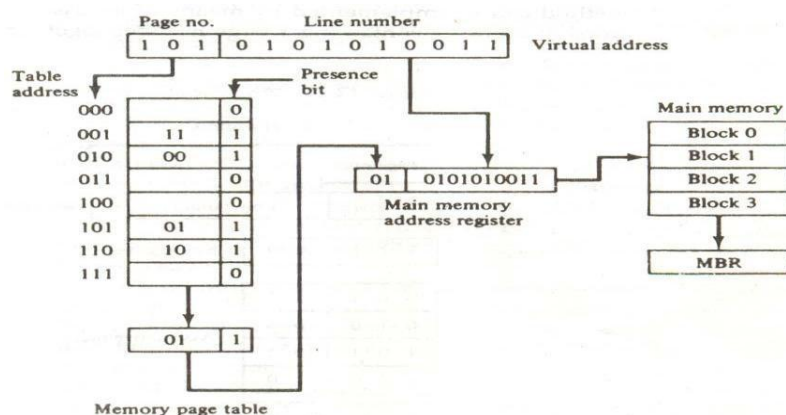 Page no. Line number
1 0 1 0 1 0 1 0 1 0 0 1 1 Virtual address
Table address
Presence bit
000 0
001 11 1
010 00 1
011 0
100 0
101 01 1
110 10 1
111 0
01 0101010011
Main memory address register
Main memory
Block 0
Block 1
Block 2
Block 3
MBR
01 1
Memory page table